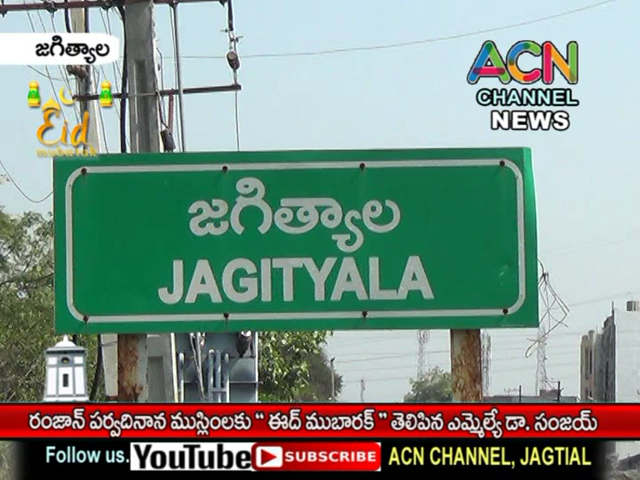 జగిత్యాల
ACN
CHANNEL
NEWS
Eid
జగిత్యాల
JAGITYALA
రంజాన్ పర్వదినాన ముస్లింలకు " ఈద్ ముబారక్ " తెలిపిన ఎమ్మెల్యే డా. సంజయ్
Follow us. YouTube SUBSCRIBE ACN CHANNEL, JAGTIAL